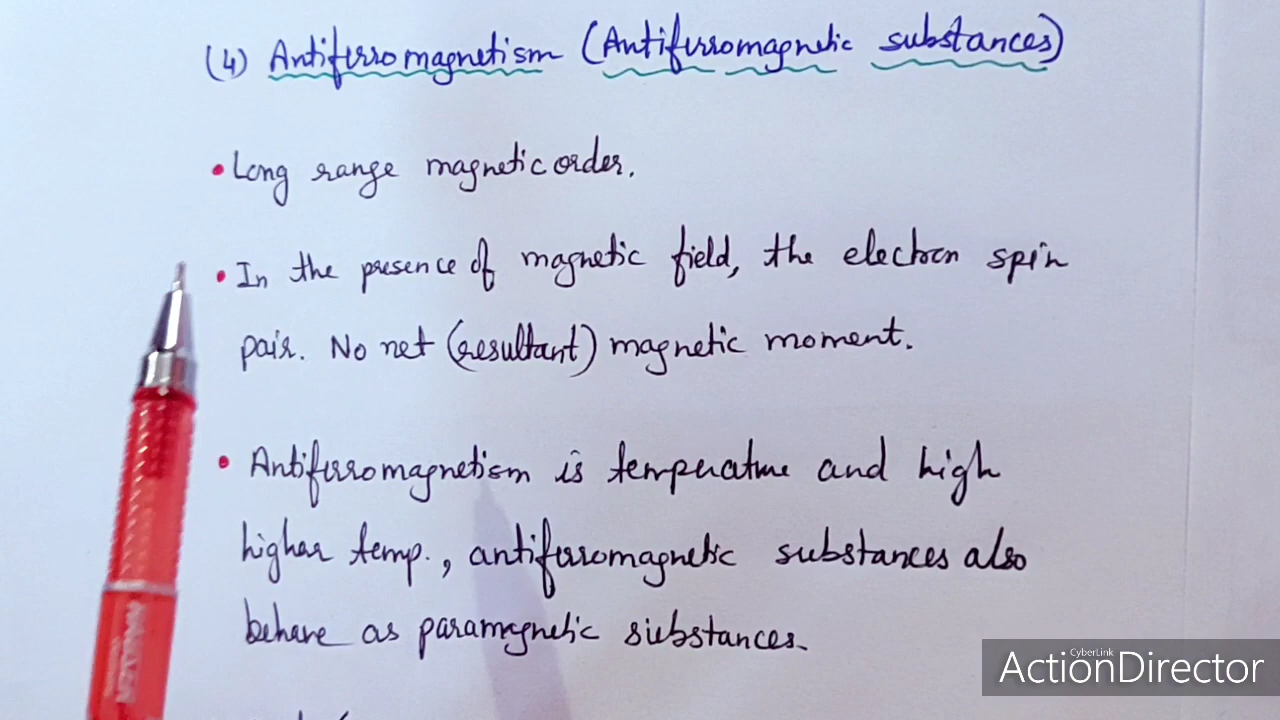 (4) Antiferromagnetism (Antiferromagnetic substances)
• Long range magnetic order.
• In the presence of magnetic field, the electron spin
pair. No net (resultant) magnetic moment.
• Antiferromagnetism is temperature and high
higher temp., antiferromagnetic substances also
behave as paramagnetic substances.
CyberLink
ActionDirector